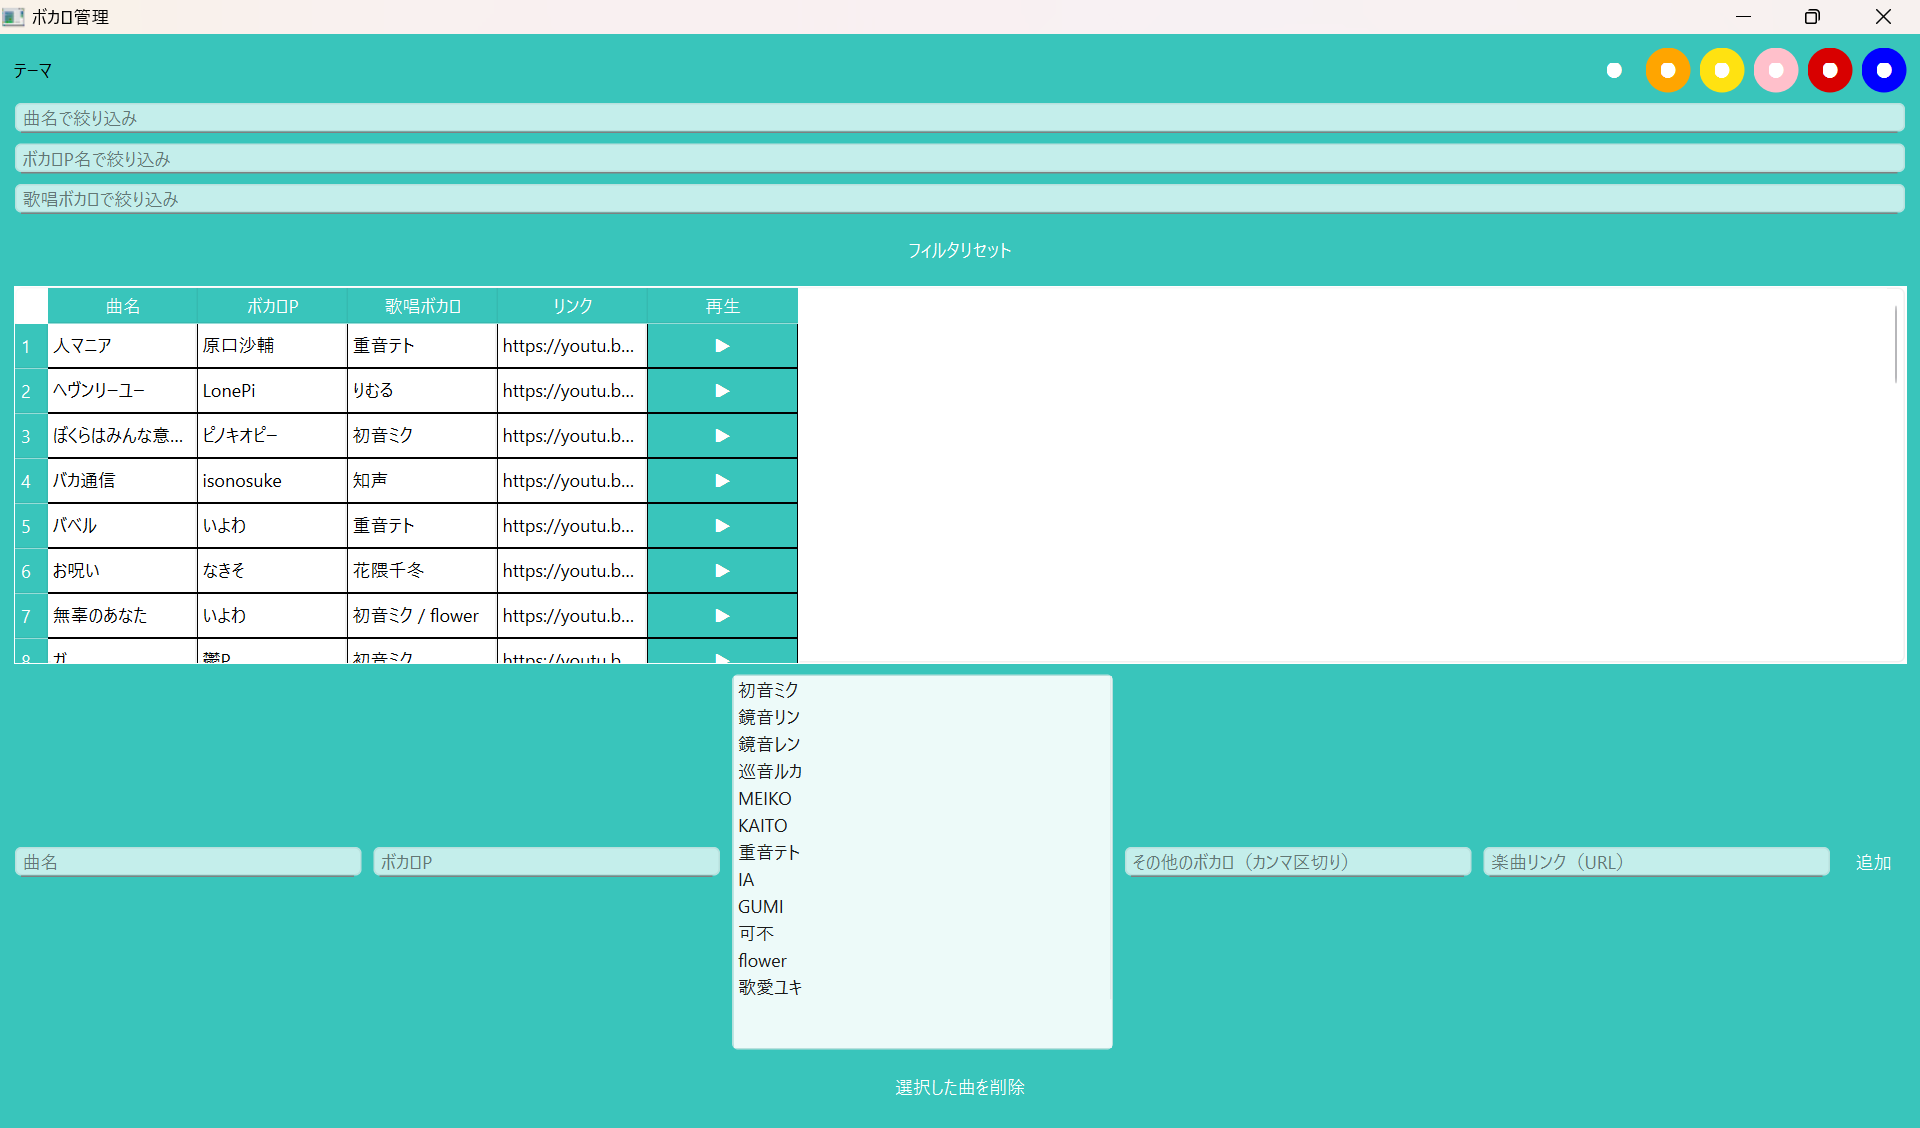 ボカロ管理
テーマ
曲名で絞り込み
ボカロP名で絞り込み
歌唱ボカロで絞り込み
フィルタリセット
曲名 ボカロP 歌唱ボカロ リンク 再生
1 人マニア 原口沙輔 重音テト https://youtu.b... ▶
2 ヘヴンリーユー LonePi りむる https://youtu.b... ▶
3 ぼくらはみんな意... ピノキオピー 初音ミク https://youtu.b... ▶
4 バカ通信 isonosuke 知声 https://youtu.b... ▶
5 バベル いよわ 重音テト https://youtu.b... ▶
6 お呪い なきそ 花隈千冬 https://youtu.b... ▶
7 無辜のあなた いよわ 初音ミク / flower https://youtu.b... ▶
8 ガ 鬱P 初音ミク https://youtu.b... ▶
初音ミク
鏡音リン
鏡音レン
巡音ルカ
MEIKO
KAITO
重音テト
IA
GUMI
可不
flower
歌愛ユキ
曲名 ボカロP その他のボカロ（カンマ区切り） 楽曲リンク（URL） 追加
選択した曲を削除